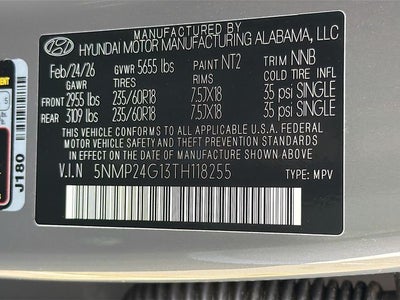 MANUFACTURED BY
HYUNDAI MOTOR MANUFACTURING ALABAMA, LLC
Feb/24/26 GVWR 5655 lbs PAINT NT2 TRIM NNB
GAWR TIRES RIMS COLD TIRE INFLATION
FRONT 2955 lbs 235/60R18 7.5JX18 35 psi SINGLE
REAR 3109 lbs 235/60R18 7.5JX18 35 psi SINGLE
THIS VEHICLE CONFORMS TO ALL APPLICABLE U.S.A. FEDERAL
MOTOR VEHICLE SAFETY, BUMPER, AND THEFT PREVENTION
STANDARDS IN EFFECT ON THE DATE OF MANUFACTURE SHOWN ABOVE.
V.I.N 5NMP24G13TH118255 TYPE: MPV
J180